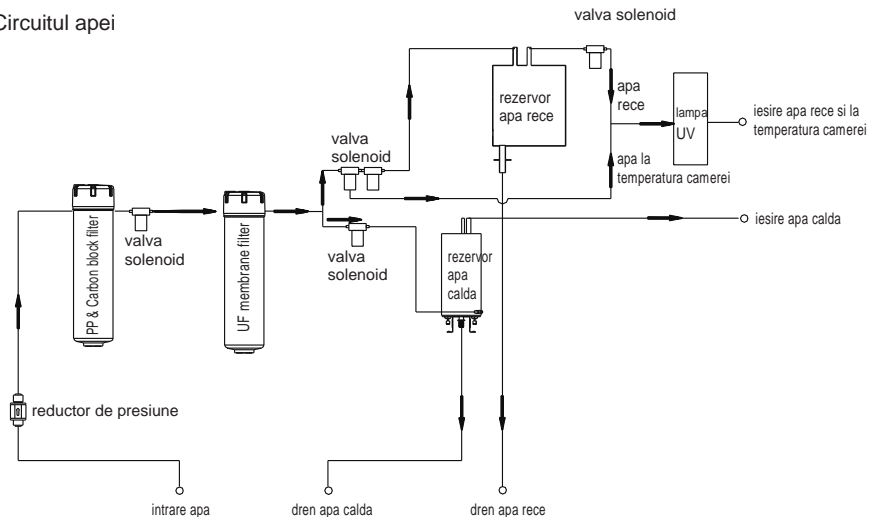 Circuitul apei
valva solenoid
rezervor
apa rece
apa
rece
lampa
UV
iesire apa rece si la
temperatura camerei
valva
solenoid
apa la
temperatura camerei
PP & Carbon block filter
valva
solenoid
UF membrane filter
valva
solenoid
rezervor
apa
calda
iesire apa calda
reductor de presiune
intrare apa
dren apa calda
dren apa rece